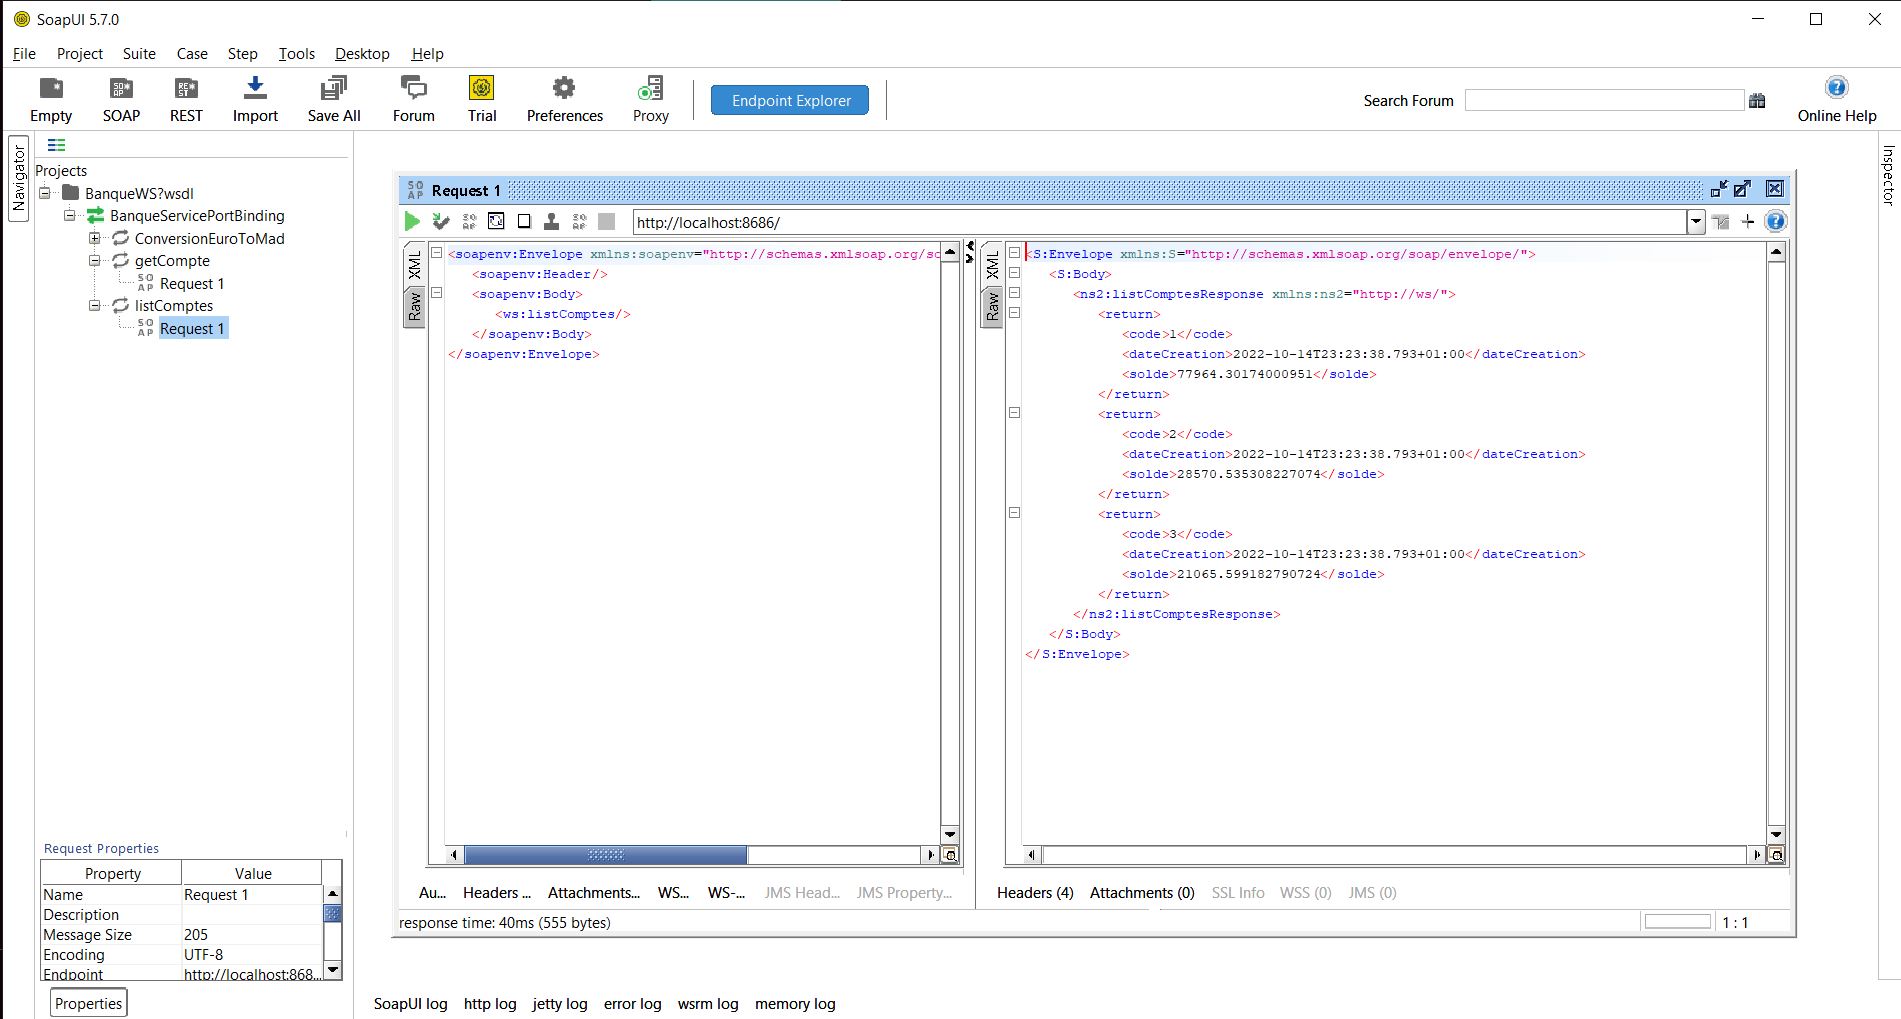 SoapUI 5.7.0
File Project Suite Case Step Tools Desktop Help
Empty SOAP REST Import Save All Forum Trial Preferences Proxy Endpoint Explorer Search Forum Online Help
Navigator
Inspector
Projects
BanqueWS?wsdl
BanqueServicePortBinding
ConversionEuroToMad
getCompte
Request 1
listComptes
Request 1
Request Properties
Property Value
Name Request 1
Description
Message Size 205
Encoding UTF-8
Endpoint http://localhost:868...
Properties
Request 1
http://localhost:8686/
XML
Raw
<soapenv:Envelope xmlns:soapenv="http://schemas.xmlsoap.org/so
<soapenv:Header/>
<soapenv:Body>
<ws:listComptes/>
</soapenv:Body>
</soapenv:Envelope>
Au... Headers ... Attachments... WS... WS-... JMS Head... JMS Property...
XML
Raw
<S:Envelope xmlns:S="http://schemas.xmlsoap.org/soap/envelope/">
<S:Body>
<ns2:listComptesResponse xmlns:ns2="http://ws/">
<return>
<code>1</code>
<dateCreation>2022-10-14T23:23:38.793+01:00</dateCreation>
<solde>77964.30174000951</solde>
</return>
<return>
<code>2</code>
<dateCreation>2022-10-14T23:23:38.793+01:00</dateCreation>
<solde>28570.535308227074</solde>
</return>
<return>
<code>3</code>
<dateCreation>2022-10-14T23:23:38.793+01:00</dateCreation>
<solde>21065.599182790724</solde>
</return>
</ns2:listComptesResponse>
</S:Body>
</S:Envelope>
Headers (4) Attachments (0) SSL Info WSS (0) JMS (0)
response time: 40ms (555 bytes)
1 : 1
SoapUI log http log jetty log error log wsrm log memory log